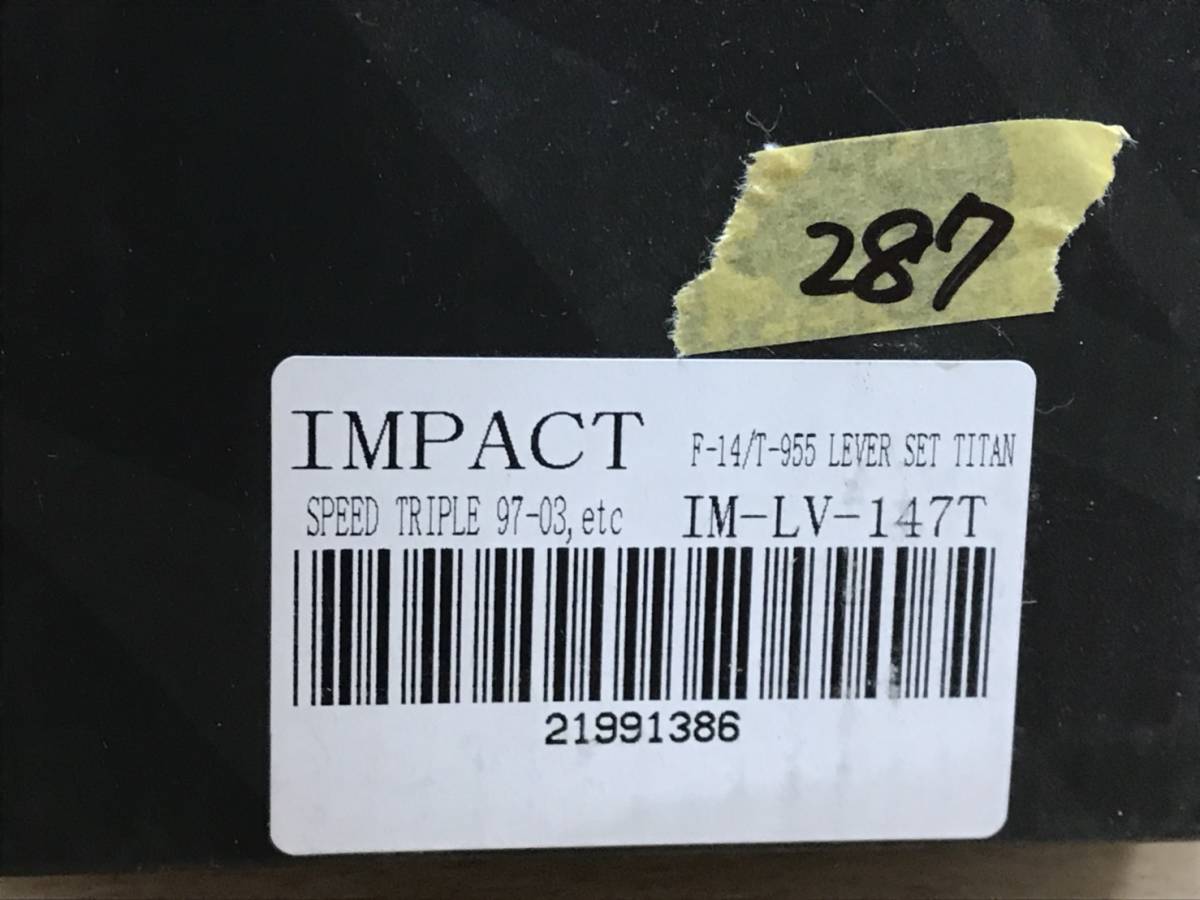 287
IMPACT F-14/T-955 LEVER SET TITAN
SPEED TRIPLE 97-03, etc IM-LV-147T
21991386